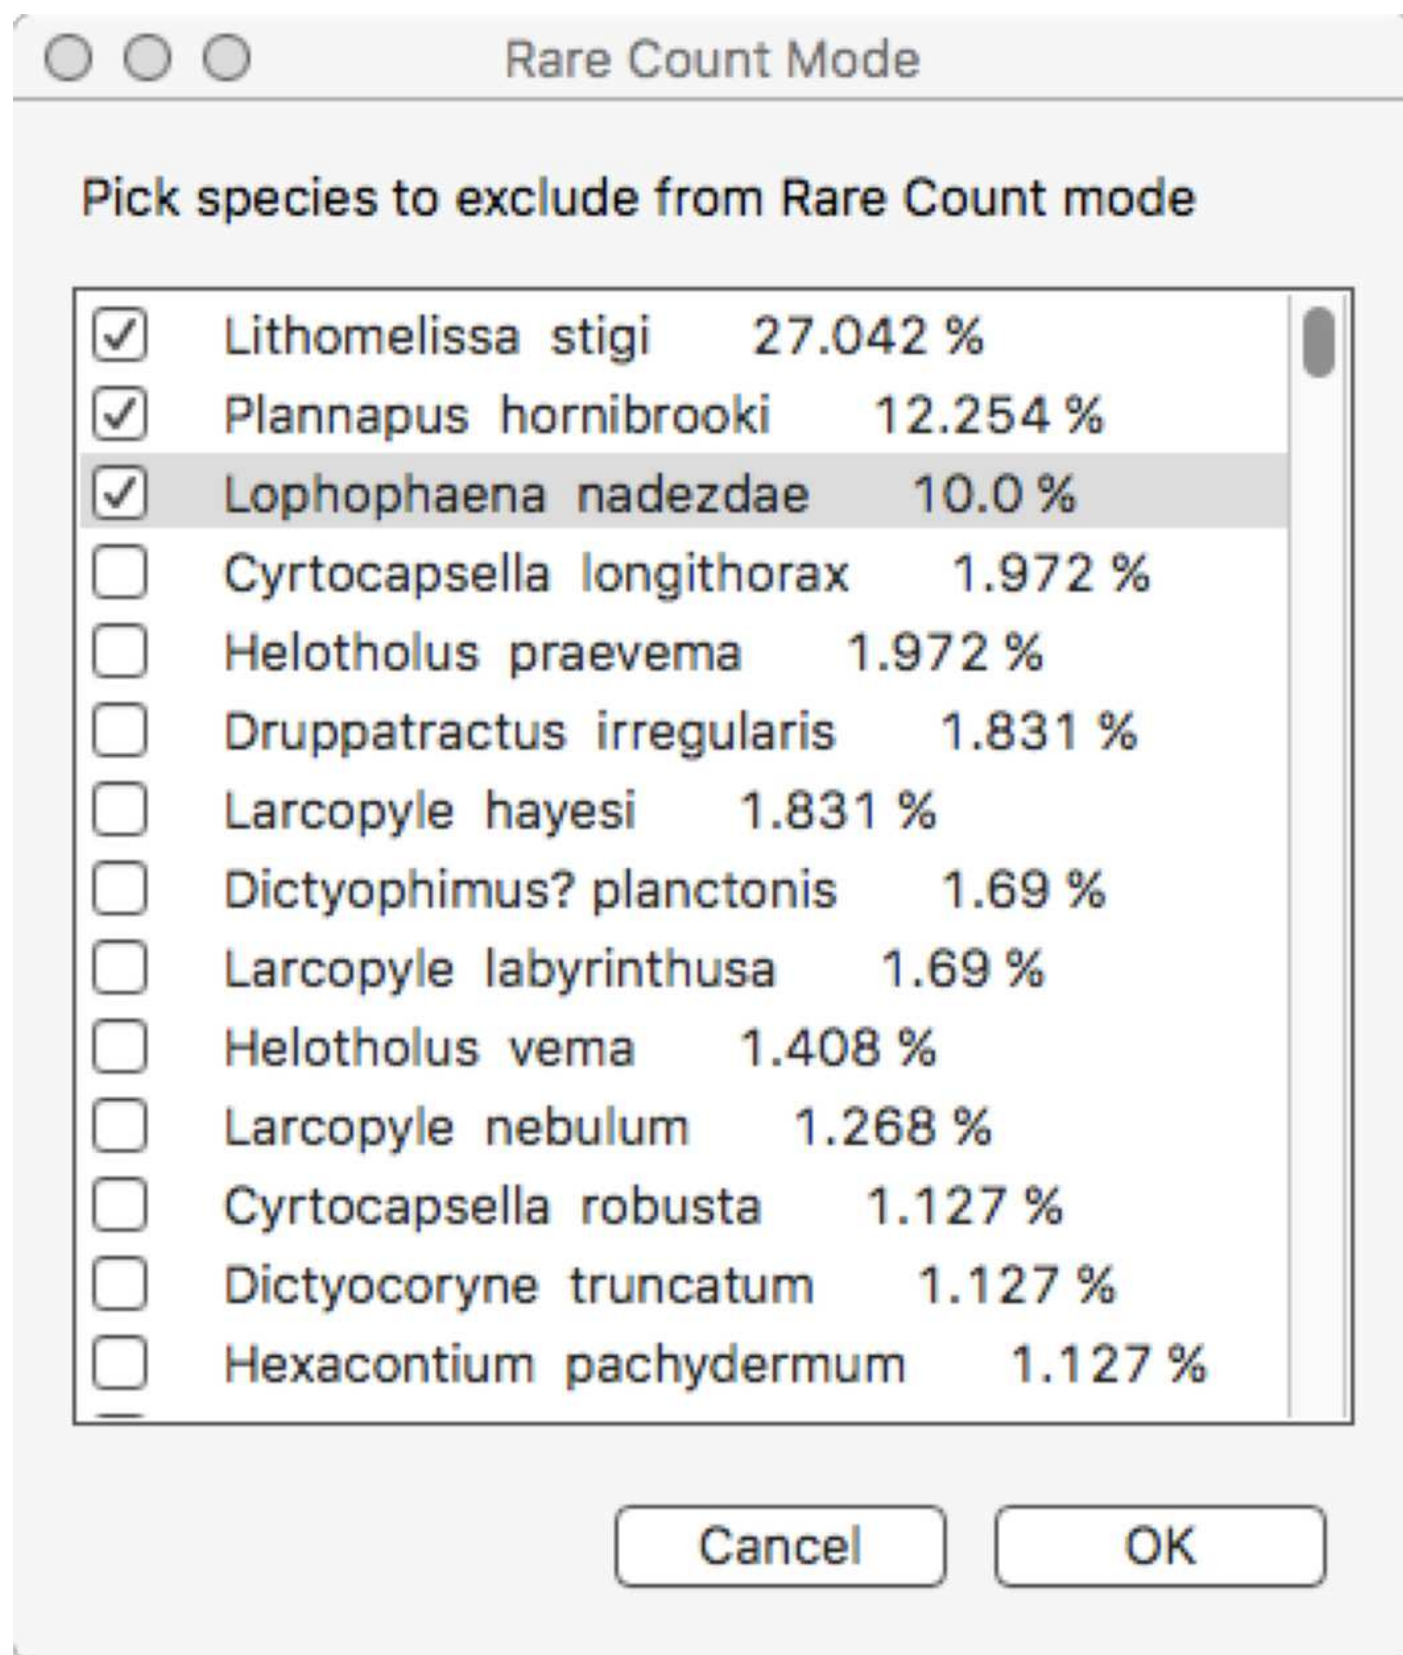 Rare Count Mode
Pick species to exclude from Rare Count mode
Lithomelissa stigi 27.042 %
Plannapus hornibrooki 12.254 %
Lophophaena nadezdae 10.0 %
Cyrtocapsella longithorax 1.972 %
Helotholus praevema 1.972 %
Druppatractus irregularis 1.831 %
Larcopyle hayesi 1.831 %
Dictyophimus? planctonis 1.69 %
Larcopyle labyrinthusa 1.69 %
Helotholus vema 1.408 %
Larcopyle nebulum 1.268 %
Cyrtocapsella robusta 1.127 %
Dictyocoryne truncatum 1.127 %
Hexacontium pachydermum 1.127 %
Cancel OK